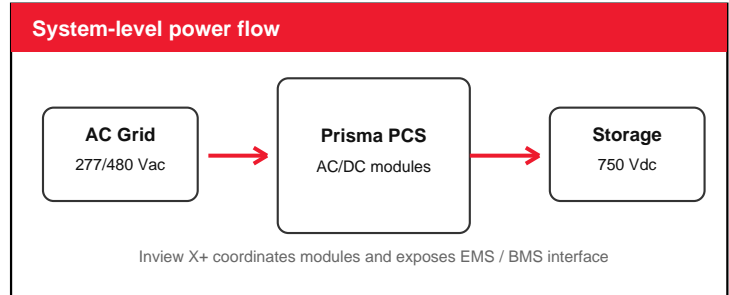 System-level power flow
AC Grid
277/480 Vac
Prisma PCS
AC/DC modules
Storage
750 Vdc
Inview X+ coordinates modules and exposes EMS / BMS interface